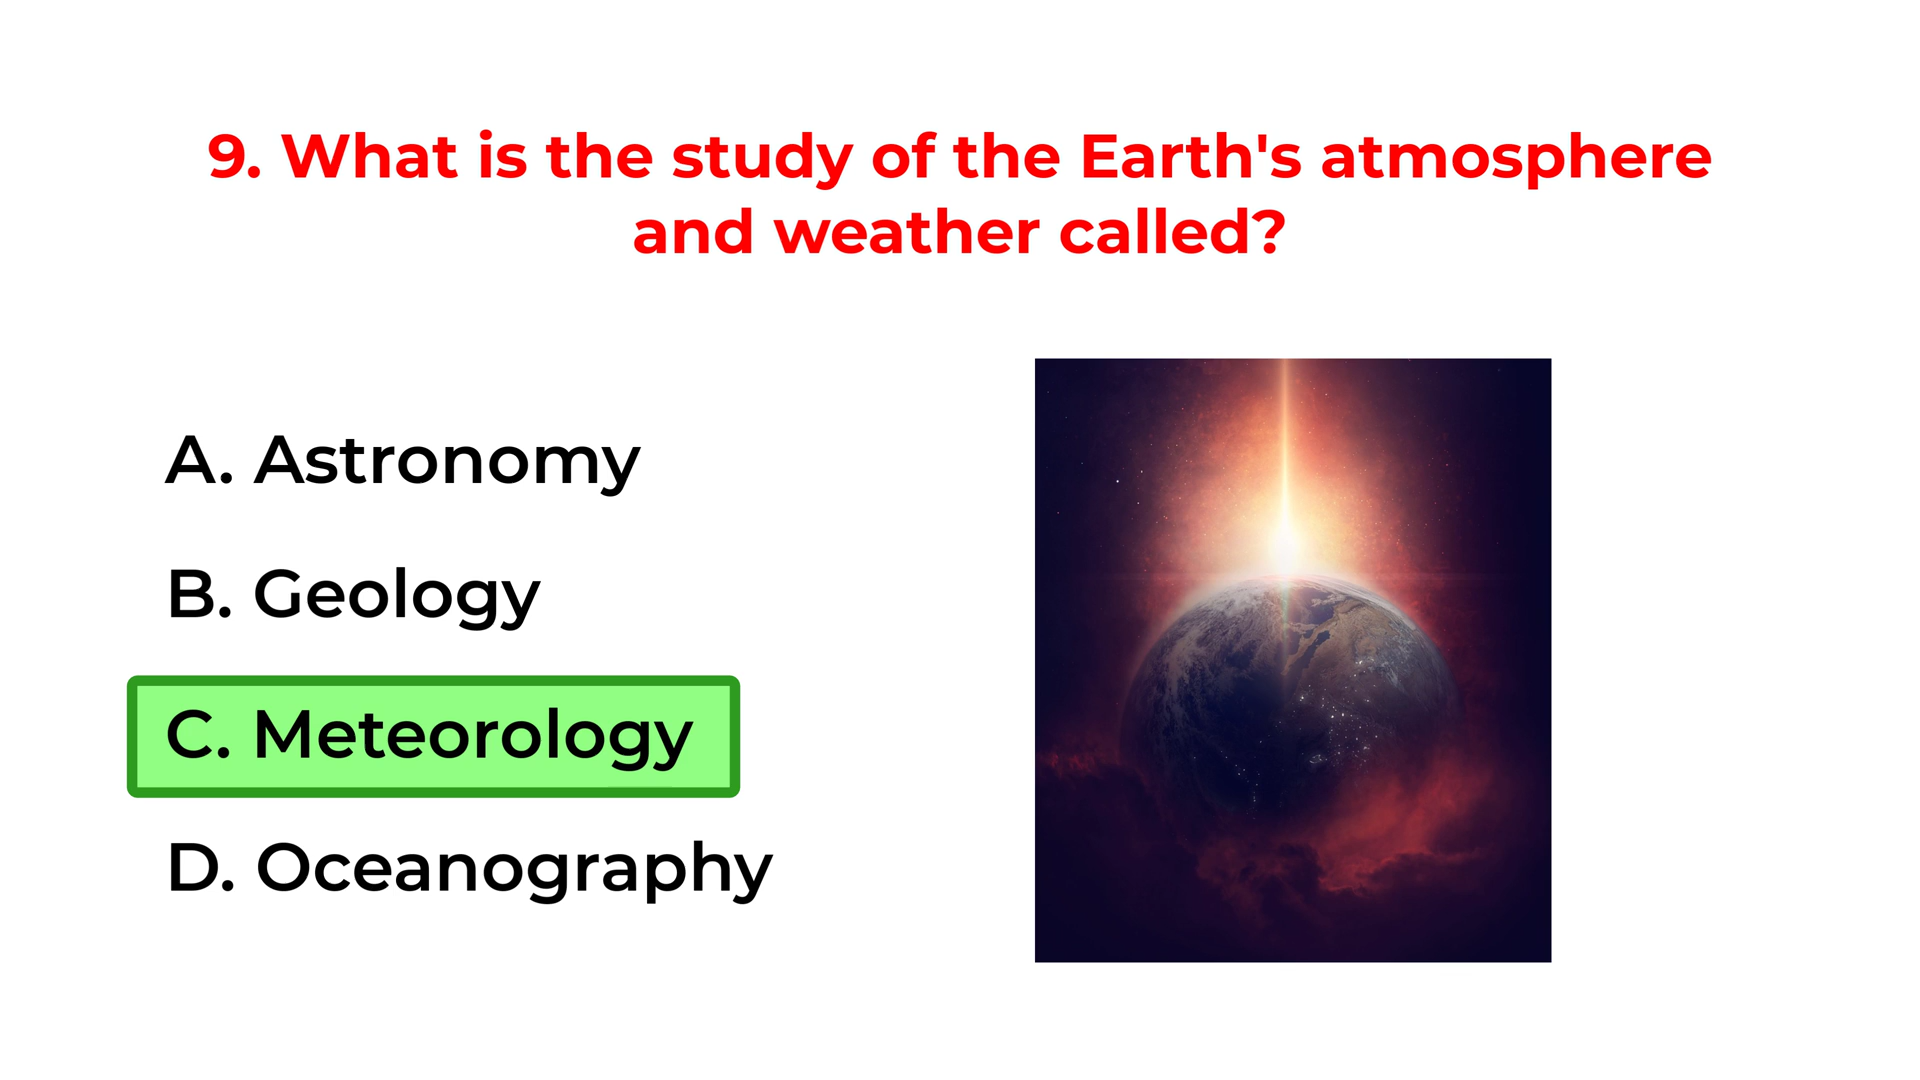 9. What is the study of the Earth's atmosphere
and weather called?
A. Astronomy
B. Geology
C. Meteorology
D. Oceanography